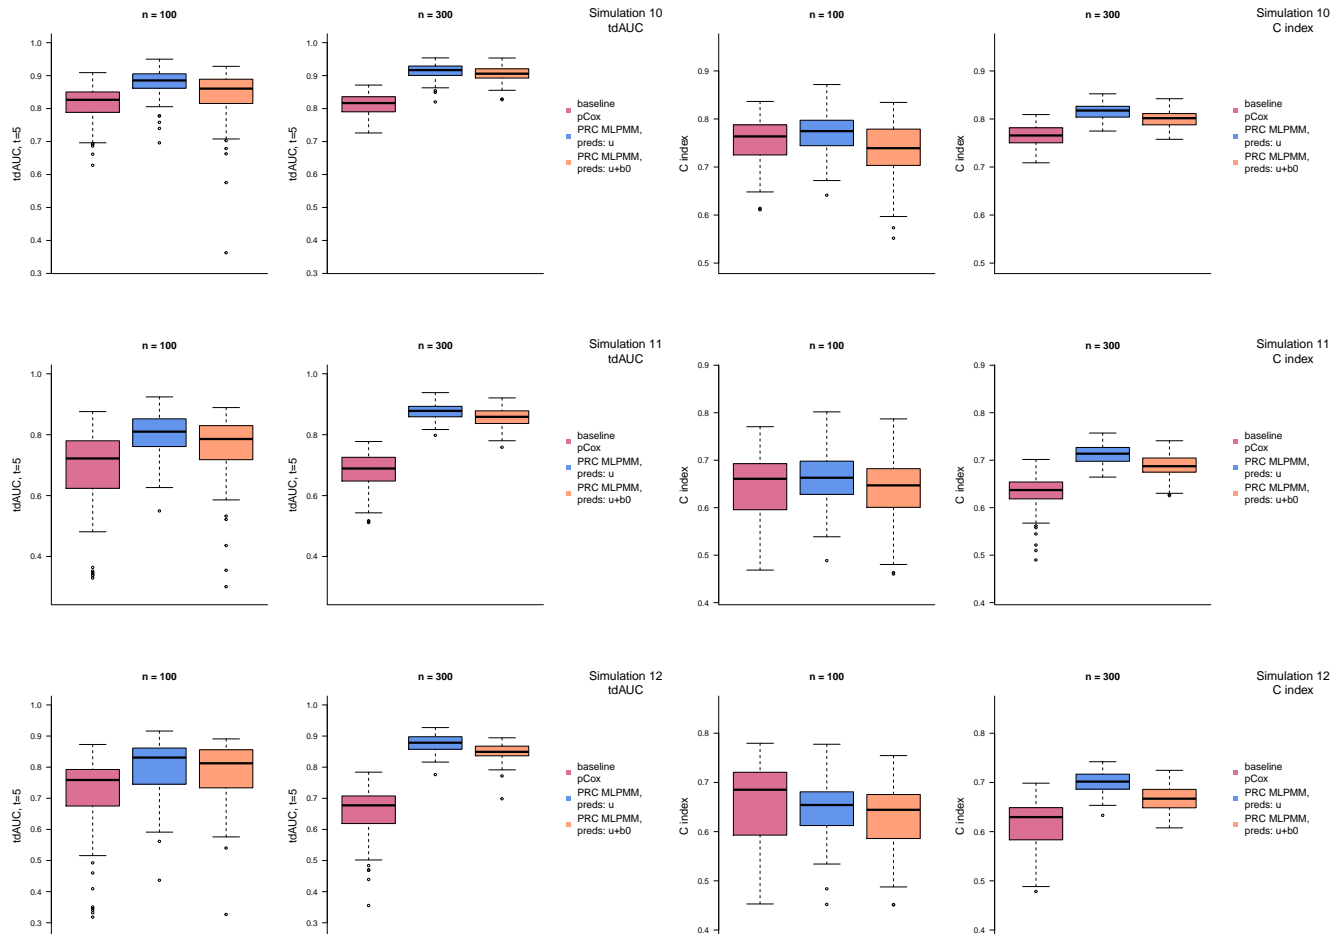 n = 100
n = 300
Simulation 10
tdAUC
tdAUC, t=5
1.0
0.9
0.8
0.7
0.6
0.5
0.4
0.3
1.0
0.9
0.8
0.7
0.6
0.5
0.4
0.3
tdAUC, t=5
baseline
pCox
PRC MLPMM,
preds: u
PRC MLPMM,
preds: u+b0
n = 100
n = 300
Simulation 10
C index
C index
0.9
0.8
0.7
0.6
0.5
C index
0.9
0.8
0.7
0.6
0.5
baseline
pCox
PRC MLPMM,
preds: u
PRC MLPMM,
preds: u+b0
n = 100
n = 300
Simulation 11
tdAUC
tdAUC, t=5
1.0
0.8
0.6
0.4
tdAUC, t=5
1.0
0.8
0.6
0.4
baseline
pCox
PRC MLPMM,
preds: u
PRC MLPMM,
preds: u+b0
n = 100
n = 300
Simulation 11
C index
C index
0.9
0.8
0.7
0.6
0.5
0.4
C index
0.9
0.8
0.7
0.6
0.5
0.4
baseline
pCox
PRC MLPMM,
preds: u
PRC MLPMM,
preds: u+b0
n = 100
n = 300
Simulation 12
tdAUC
tdAUC, t=5
1.0
0.9
0.8
0.7
0.6
0.5
0.4
0.3
tdAUC, t=5
1.0
0.9
0.8
0.7
0.6
0.5
0.4
0.3
baseline
pCox
PRC MLPMM,
preds: u
PRC MLPMM,
preds: u+b0
n = 100
n = 300
Simulation 12
C index
C index
0.8
0.7
0.6
0.5
0.4
C index
0.8
0.7
0.6
0.5
0.4
baseline
pCox
PRC MLPMM,
preds: u
PRC MLPMM,
preds: u+b0